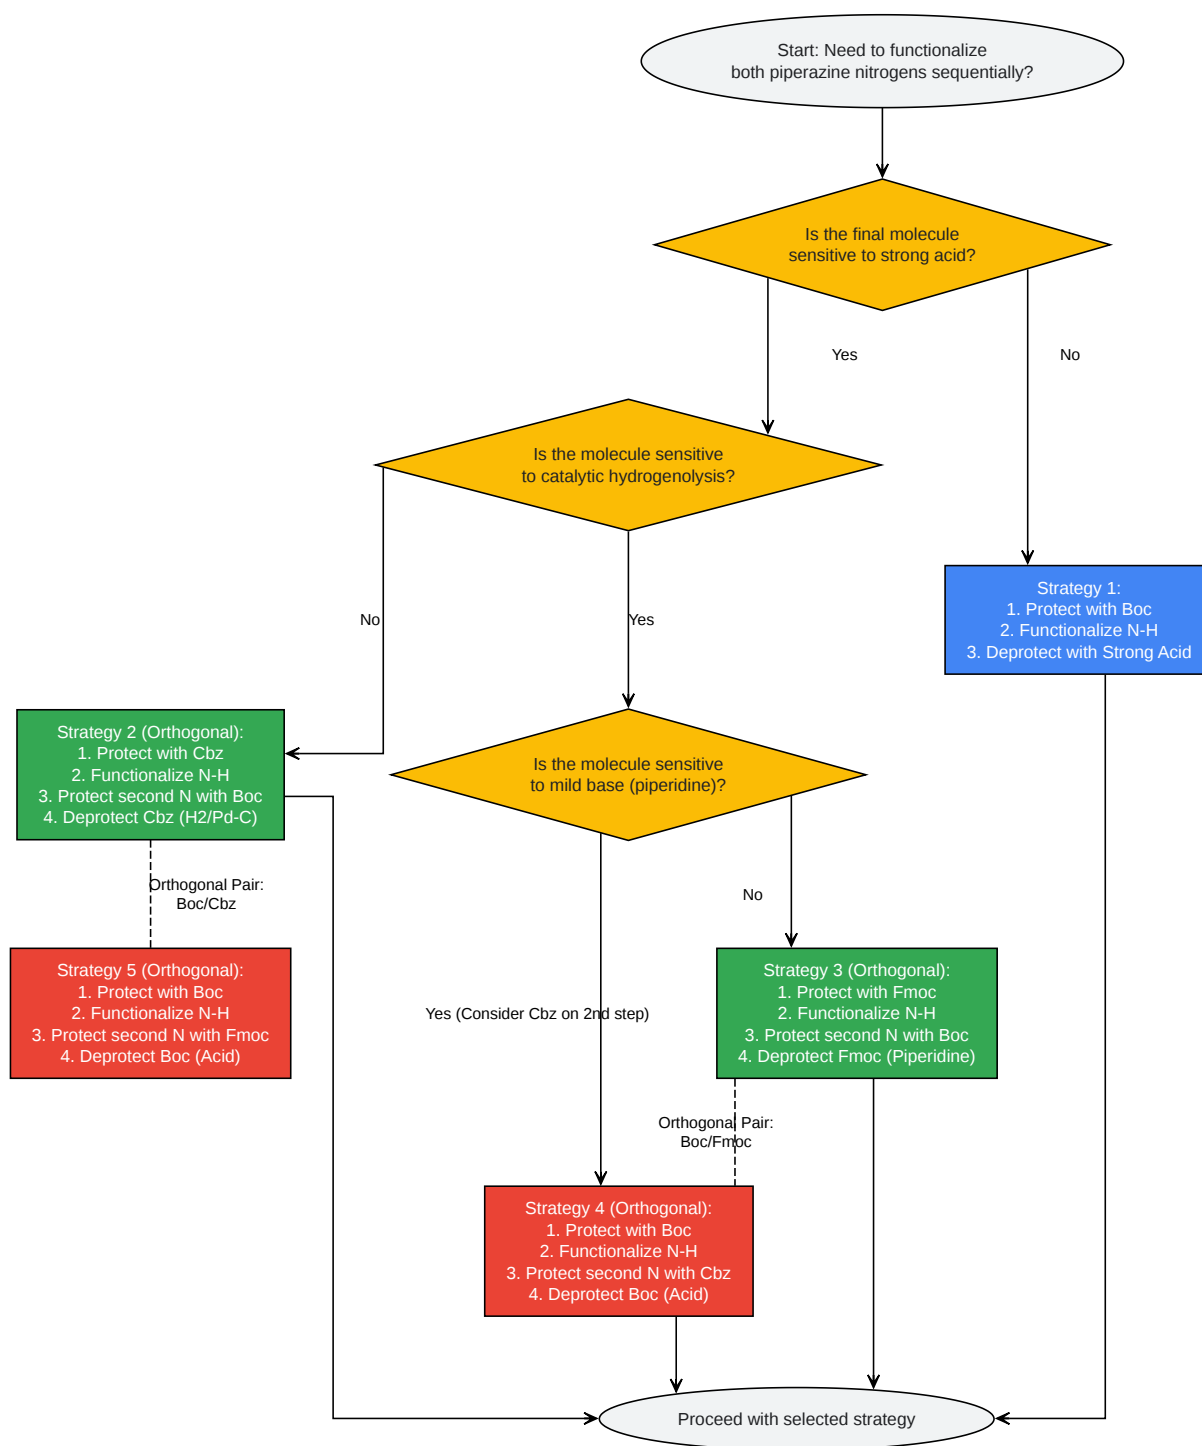 Start: Need to functionalize
both piperazine nitrogens sequentially?
Is the final molecule
sensitive to strong acid?
Yes
No
Is the molecule sensitive
to catalytic hydrogenolysis?
Strategy 1:
1. Protect with Boc
2. Functionalize N-H
3. Deprotect with Strong Acid
No
Yes
Strategy 2 (Orthogonal):
1. Protect with Cbz
2. Functionalize N-H
3. Protect second N with Boc
4. Deprotect Cbz (H2/Pd-C)
Is the molecule sensitive
to mild base (piperidine)?
Orthogonal Pair:
Boc/Cbz
No
Strategy 5 (Orthogonal):
1. Protect with Boc
2. Functionalize N-H
3. Protect second N with Fmoc
4. Deprotect Boc (Acid)
Yes (Consider Cbz on 2nd step)
Strategy 3 (Orthogonal):
1. Protect with Fmoc
2. Functionalize N-H
3. Protect second N with Boc
4. Deprotect Fmoc (Piperidine)
Orthogonal Pair:
Boc/Fmoc
Strategy 4 (Orthogonal):
1. Protect with Boc
2. Functionalize N-H
3. Protect second N with Cbz
4. Deprotect Boc (Acid)
Proceed with selected strategy